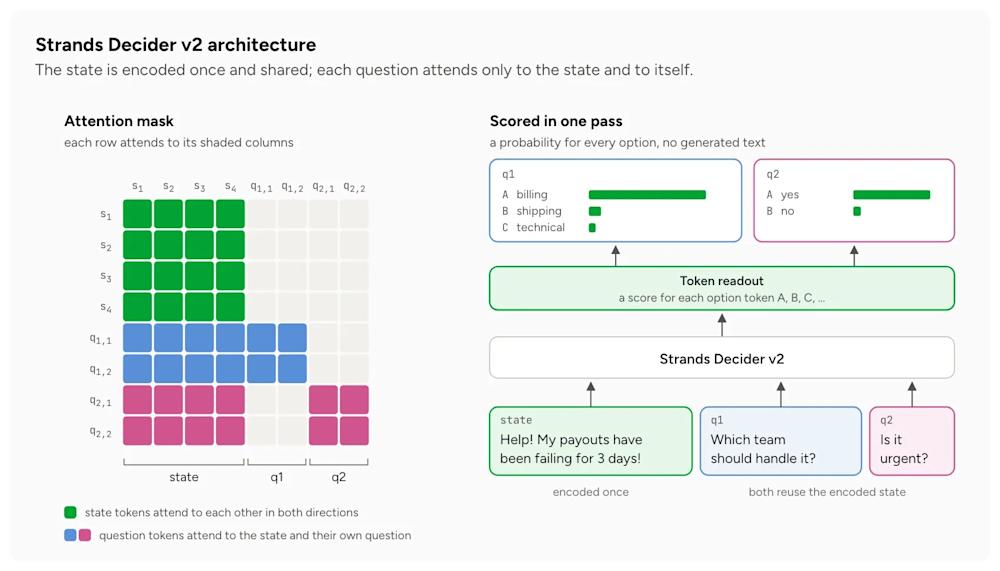 Strands Decider v2 architecture
The state is encoded once and shared; each question attends only to the state and to itself.
Attention mask
each row attends to its shaded columns
s1 s2 s3 s4 q1,1 q1,2 q2,1 q2,2
s1
s2
s3
s4
q1,1
q1,2
q2,1
q2,2
state q1 q2
state tokens attend to each other in both directions
question tokens attend to the state and their own question
Scored in one pass
a probability for every option, no generated text
q1
A billing
B shipping
C technical
q2
A yes
B no
Token readout
a score for each option token A, B, C, ...
Strands Decider v2
state
Help! My payouts have
been failing for 3 days!
q1
Which team
should handle it?
q2
Is it
urgent?
encoded once
both reuse the encoded state